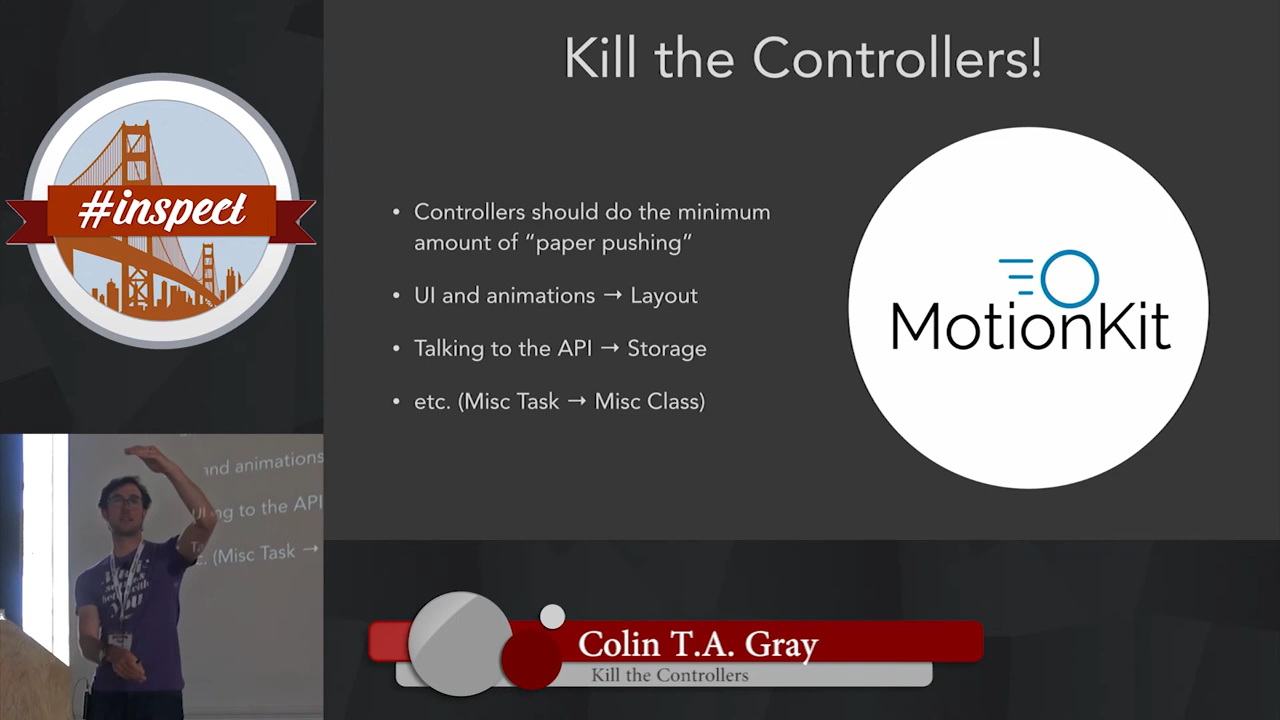 Kill the Controllers!
#inspect
• Controllers should do the minimum
amount of “paper pushing”
• UI and animations → Layout
• Talking to the API → Storage
• etc. (Misc Task → Misc Class)
MotionKit
and animations
ng to the API
(Misc Task →
Colin T.A. Gray
Kill the Controllers